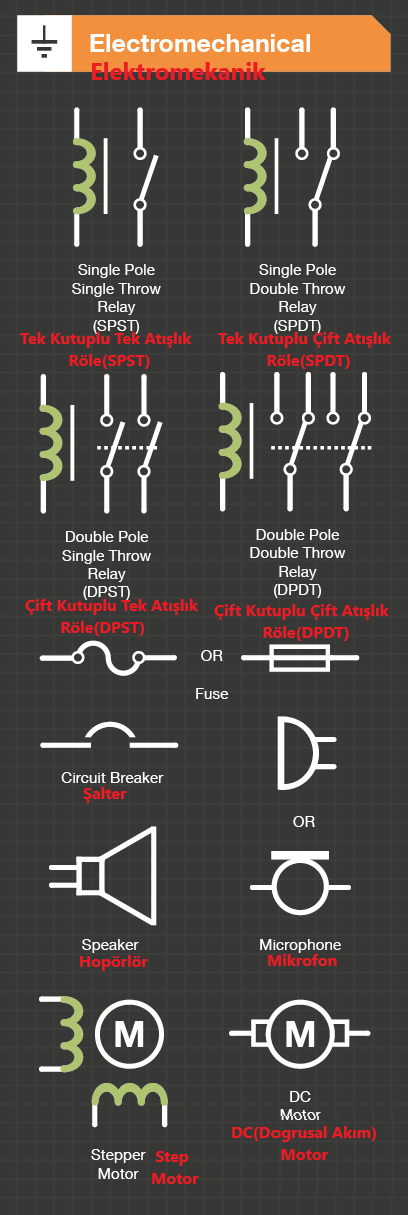 Electromechanical
Elektromekanik
Single Pole
Single Throw
Relay
(SPST)
Tek Kutuplu Tek Atışlık
Röle(SPST)
Single Pole
Double Throw
Relay
(SPDT)
Tek Kutuplu Çift Atışlık
Röle(SPDT)
Double Pole
Single Throw
Relay
(DPST)
Çift Kutuplu Tek Atışlık
Röle(DPST)
Double Pole
Double Throw
Relay
(DPDT)
Çift Kutuplu Çift Atışlık
Röle(DPDT)
OR
Fuse
Circuit Breaker
Şalter
OR
Speaker
Hopörlör
Microphone
Mikrofon
M
Stepper
Motor
Step
Motor
M
DC
Motor
DC(Dogrusal Akım)
Motor